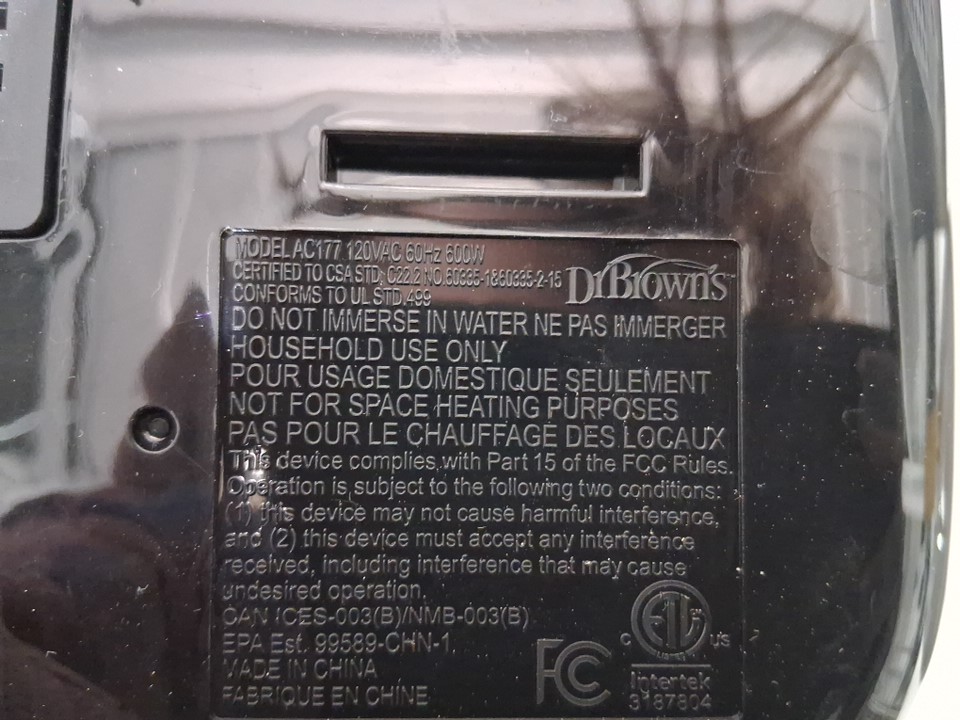 MODEL AC177 120VAC 60Hz 600W
CERTIFIED TO CSA STD. C22.2 NO.60335-1&60335-2-15
CONFORMS TO UL STD.499
Dr Brown's
DO NOT IMMERSE IN WATER NE PAS IMMERGER
HOUSEHOLD USE ONLY
POUR USAGE DOMESTIQUE SEULEMENT
NOT FOR SPACE HEATING PURPOSES
PAS POUR LE CHAUFFAGE DES LOCAUX
This device complies with Part 15 of the FCC Rules.
Operation is subject to the following two conditions:
(1) this device may not cause harmful interference,
and (2) this device must accept any interference
received, including interference that may cause
undesired operation.
CAN ICES-003(B)/NMB-003(B)
EPA Est. 99589-CHN-1
MADE IN CHINA
FABRIQUE EN CHINE
FC
c ETL us
Intertek
3187804